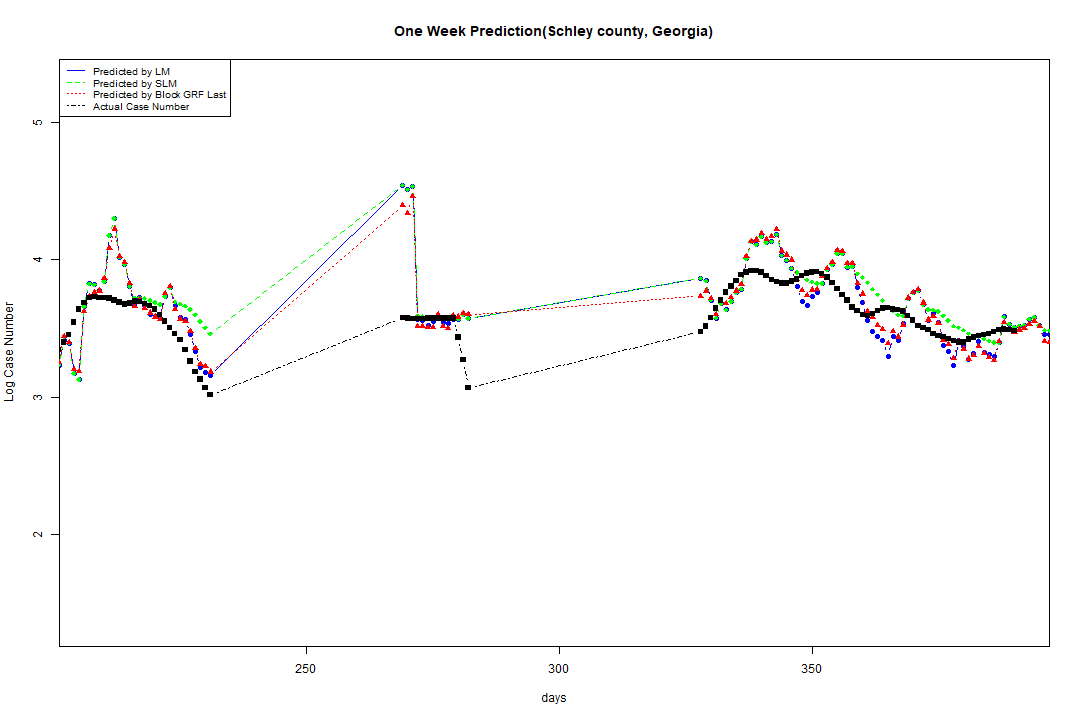 One Week Prediction(Schley county, Georgia)
Predicted by LM
Predicted by SLM
Predicted by Block GRF Last
Actual Case Number
5
4
3
2
Log Case Number
250
300
350
days